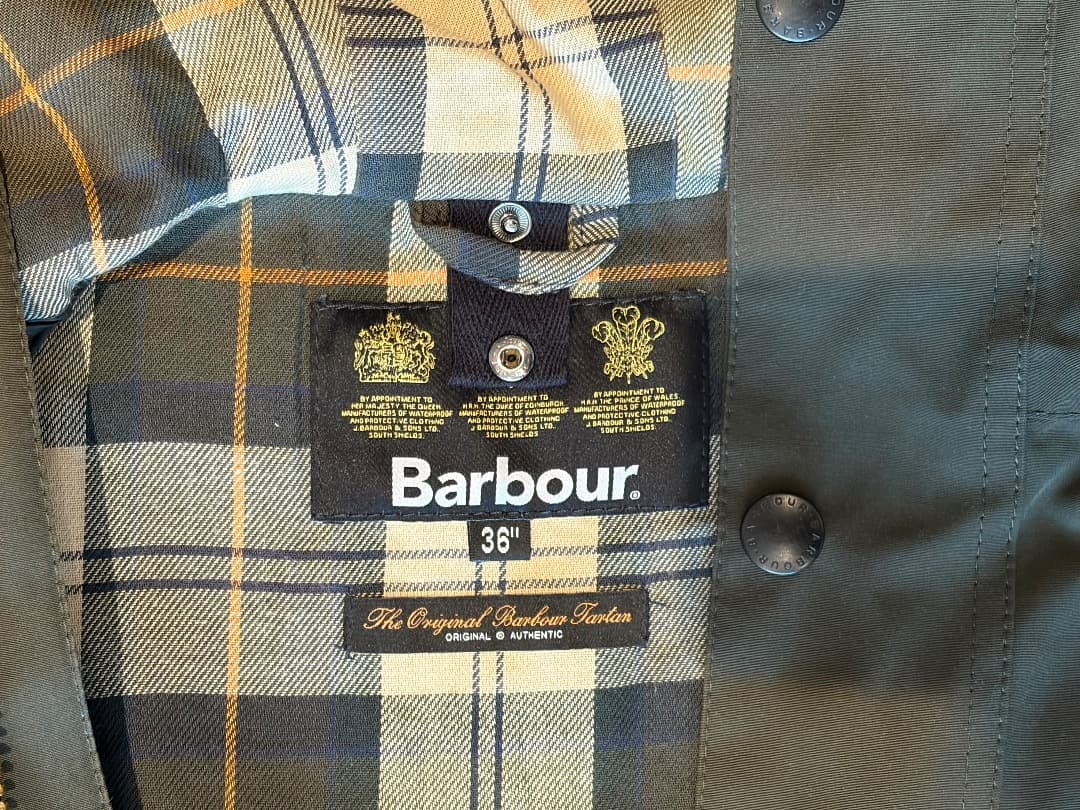 BY APPOINTMENT TO
HER MAJESTY THE QUEEN
MANUFACTURERS OF WATERPROOF
AND PROTECTIVE CLOTHING
J.BARBOUR & SONS LTD.
SOUTH SHIELDS.
BY APPOINTMENT TO
H.R.H. THE DUKE OF EDINBURGH
MANUFACTURERS OF WATERPROOF
AND PROTECTIVE CLOTHING
J.BARBOUR & SONS LTD.
SOUTH SHIELDS.
BY APPOINTMENT TO
H.R.H. THE PRINCE OF WALES
MANUFACTURERS OF WATERPROOF
AND PROTECTIVE CLOTHING
J.BARBOUR & SONS LTD.
SOUTH SHIELDS.
Barbour®
36"
The Original Barbour Tartan
ORIGINAL & AUTHENTIC
BARBOUR